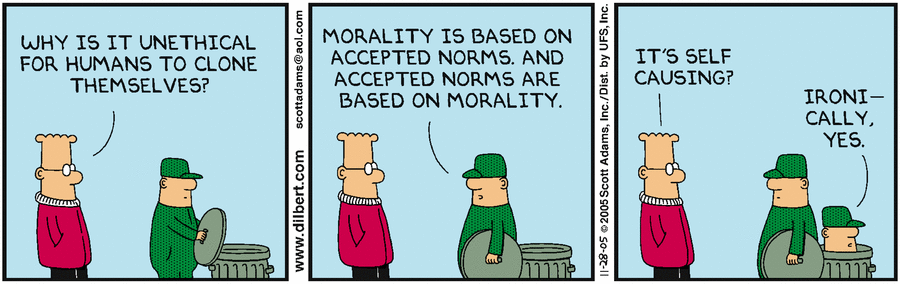 WHY IS IT UNETHICAL
FOR HUMANS TO CLONE
THEMSELVES?
www.dilbert.com scottadams@aol.com
MORALITY IS BASED ON
ACCEPTED NORMS. AND
ACCEPTED NORMS ARE
BASED ON MORALITY.
11-28-05 © 2005 Scott Adams, Inc./Dist. by UFS, Inc.
IT'S SELF
CAUSING?
IRONI-
CALLY,
YES.